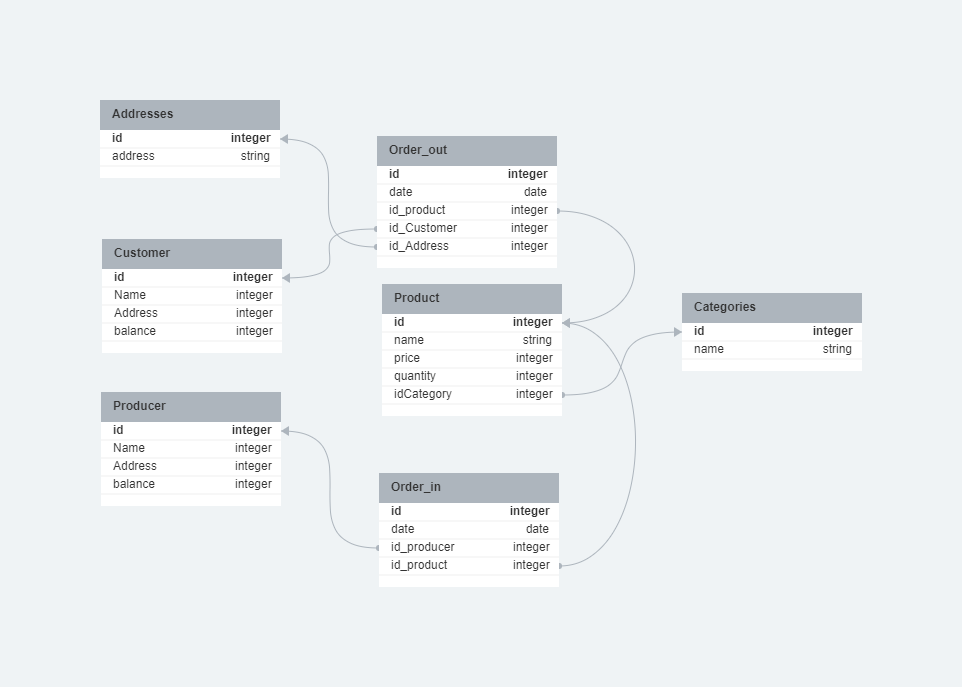 Addresses
id integer
address string
Order_out
id integer
date date
id_product integer
id_Customer integer
id_Address integer
Customer
id integer
Name integer
Address integer
balance integer
Product
id integer
name string
price integer
quantity integer
idCategory integer
Categories
id integer
name string
Producer
id integer
Name integer
Address integer
balance integer
Order_in
id integer
date date
id_producer integer
id_product integer